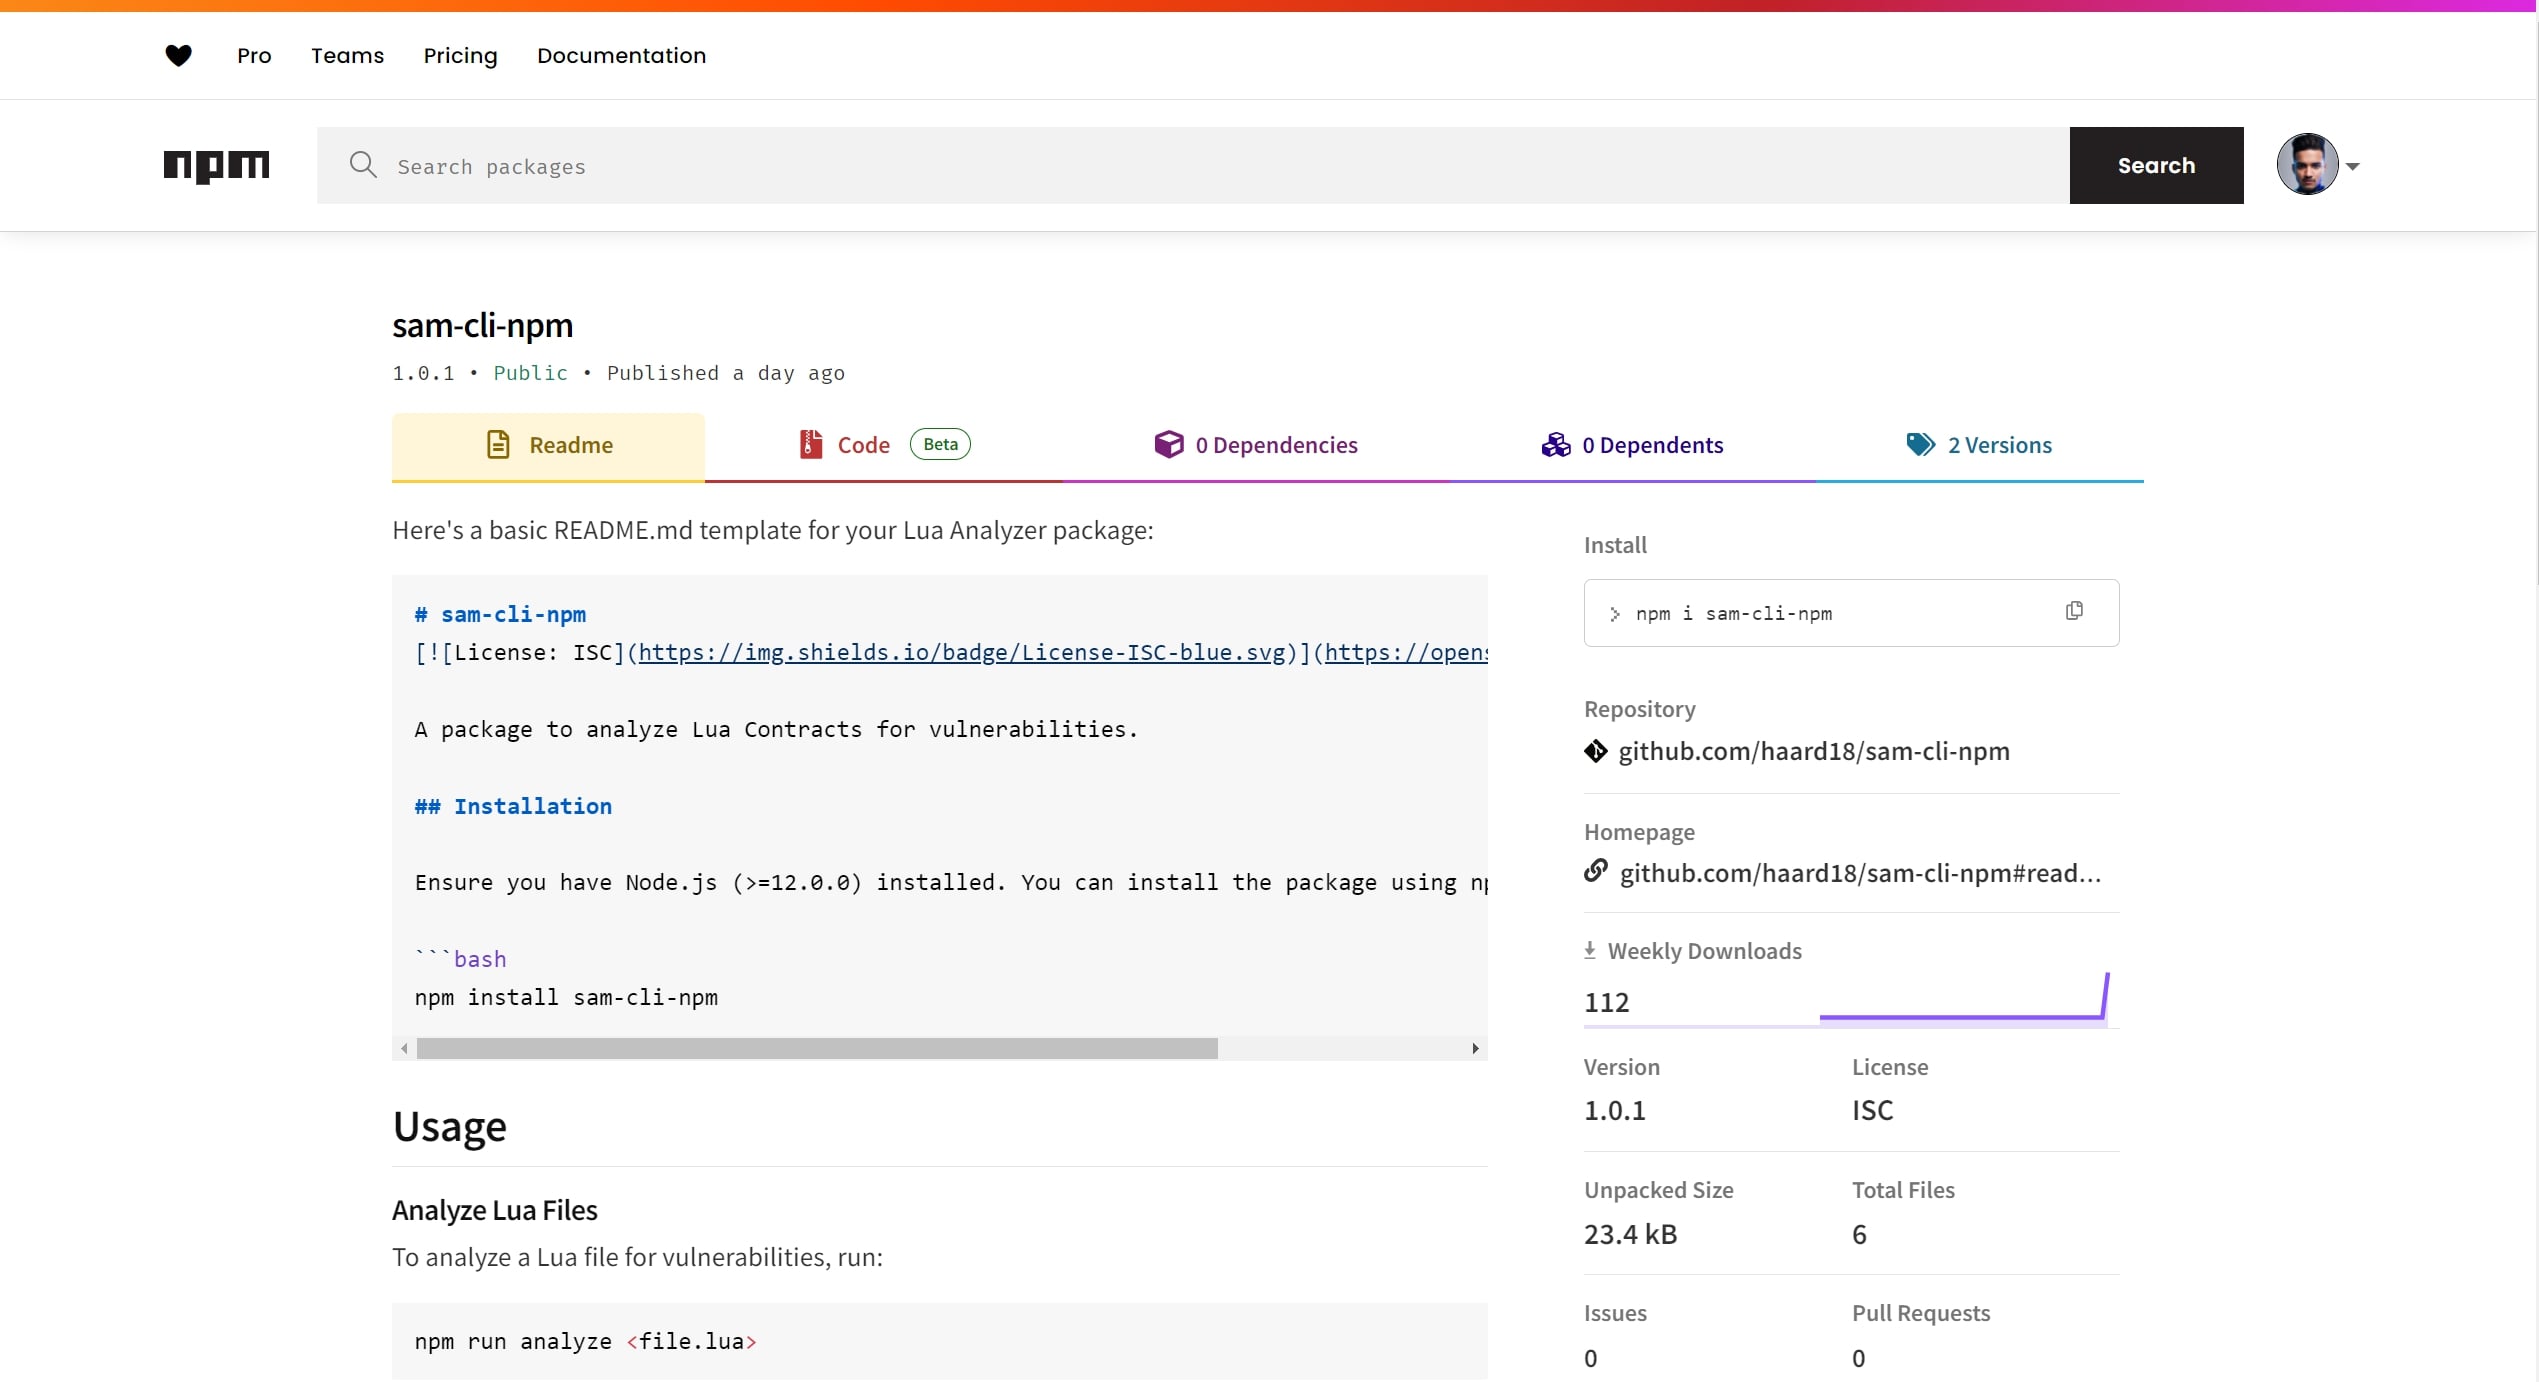 Pro Teams Pricing Documentation
npm
Search packages
Search
sam-cli-npm
1.0.1 • Public • Published a day ago
Readme
Code Beta
0 Dependencies
0 Dependents
2 Versions
Here's a basic README.md template for your Lua Analyzer package:
# sam-cli-npm
[![License: ISC](https://img.shields.io/badge/License-ISC-blue.svg)](https://opens
A package to analyze Lua Contracts for vulnerabilities.
## Installation
Ensure you have Node.js (>=12.0.0) installed. You can install the package using np
```bash
npm install sam-cli-npm
Usage
Analyze Lua Files
To analyze a Lua file for vulnerabilities, run:
npm run analyze <file.lua>
Install
npm i sam-cli-npm
Repository
github.com/haard18/sam-cli-npm
Homepage
github.com/haard18/sam-cli-npm#read...
Weekly Downloads
112
Version License
1.0.1 ISC
Unpacked Size Total Files
23.4 kB 6
Issues Pull Requests
0 0